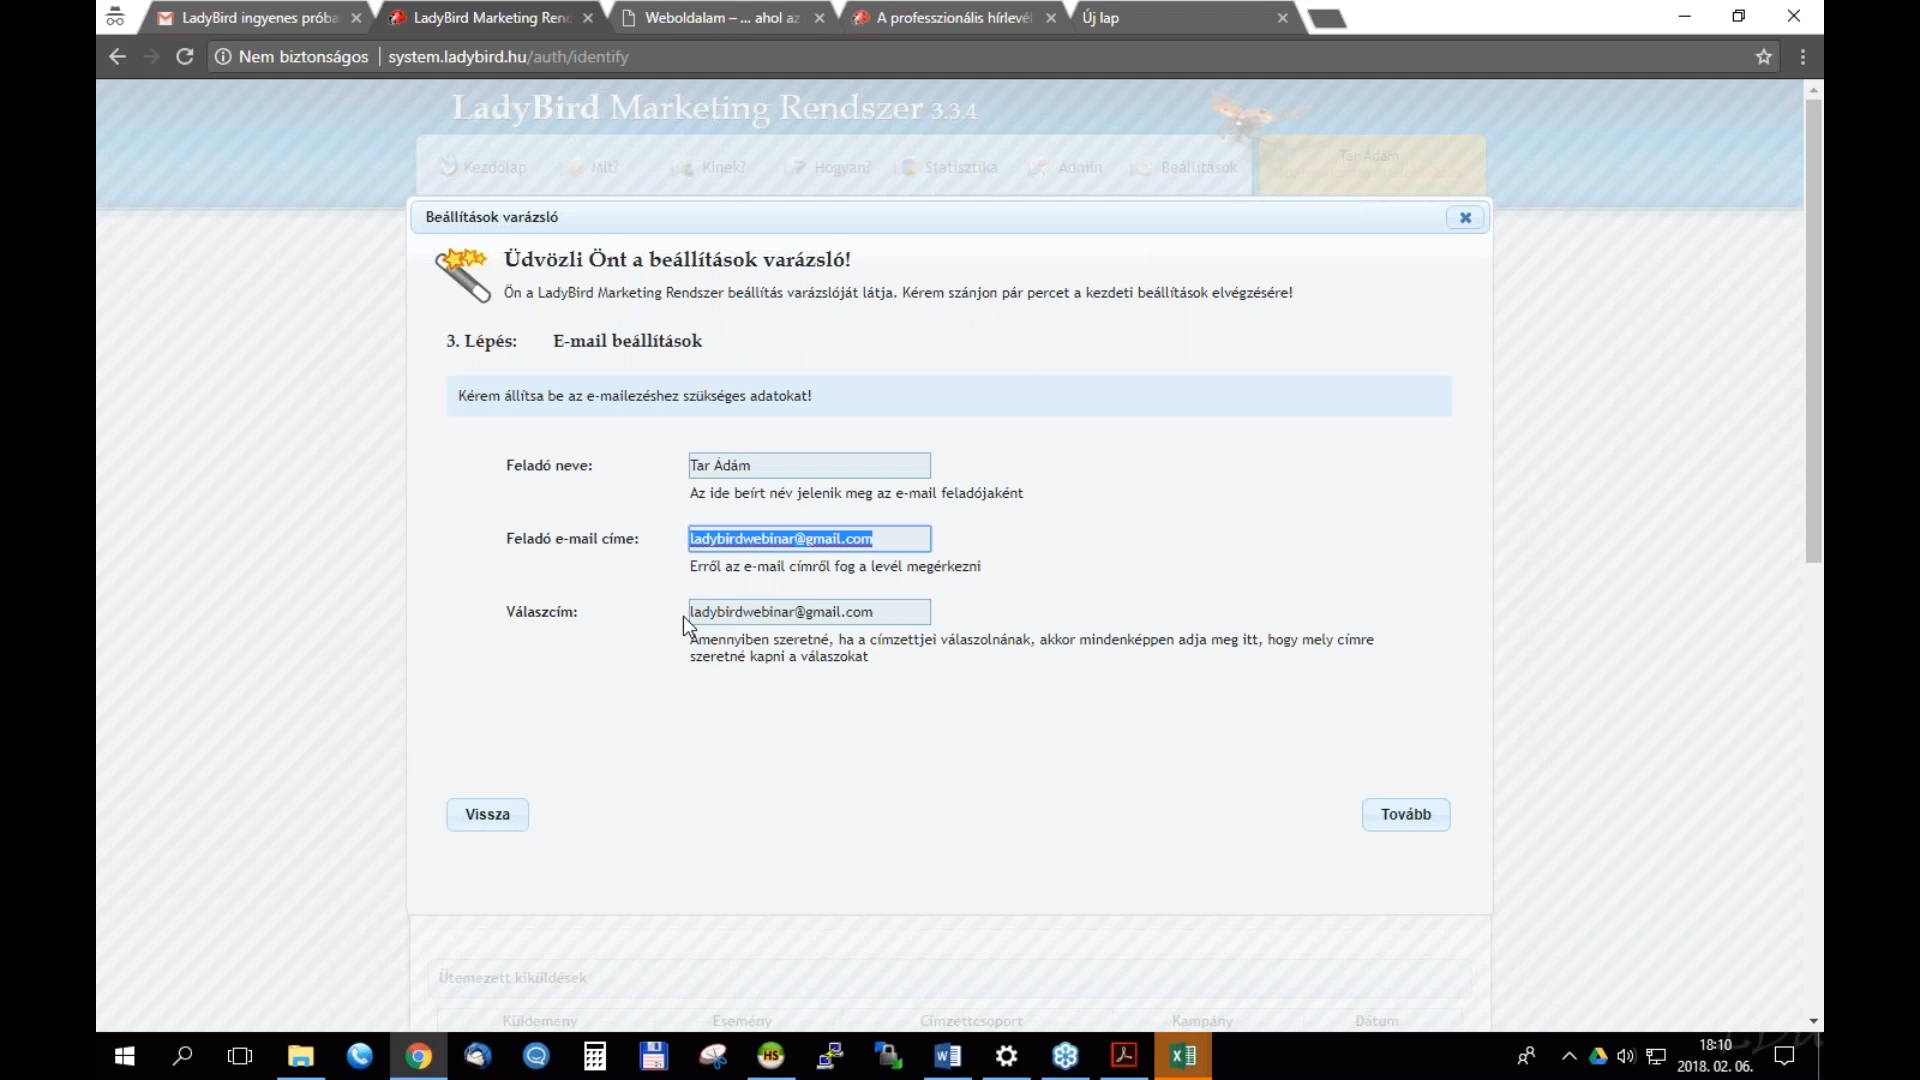 LadyBird ingyenes próba
LadyBird Marketing Rend
Weboldalam – ... ahol az
A professzionális hírlevél
Új lap
Nem biztonságos
system.ladybird.hu/auth/identify
LadyBird Marketing Rendszer 3.3.4
Kezdőlap
Mit?
Kinek?
Hogyan?
Statisztika
Admin
Beállítások
Tar Ádám
Beállítások varázsló
Üdvözli Önt a beállítások varázsló!
Ön a LadyBird Marketing Rendszer beállítás varázslóját látja. Kérem szánjon pár percet a kezdeti beállítások elvégzésére!
3. Lépés: E-mail beállítások
Kérem állítsa be az e-mailezéshez szükséges adatokat!
Feladó neve: Tar Ádám
Az ide beírt név jelenik meg az e-mail feladójaként
Feladó e-mail címe: ladybirdwebinar@gmail.com
Erről az e-mail címről fog a levél megérkezni
Válaszcím: ladybirdwebinar@gmail.com
Amennyiben szeretné, ha a címzettjei válaszolnának, akkor mindenképpen adja meg itt, hogy mely címre
szeretné kapni a válaszokat
Vissza
Tovább
Ütemezett kiküldések
Küldemény Esemény Címzettcsoport Kampány Dátum
HS
18:10
2018. 02. 06.